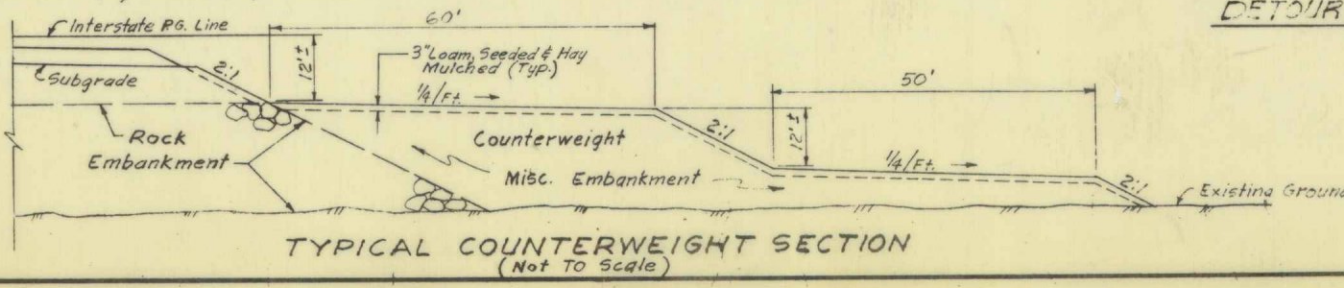 DETOUR
Interstate P.G. Line
60'
12'±
3" Loam, Seeded & Hay
Mulched (Typ.)
2:1
Subgrade
1/4/Ft.
50'
Rock
Embankment
Counterweight
2:1
12'±
Misc. Embankment
1/4/Ft.
2:1
Existing Ground
TYPICAL COUNTERWEIGHT SECTION
(Not To Scale)